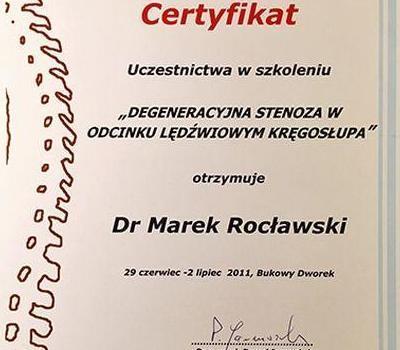 Certyfikat
Uczestnictwa w szkoleniu
„DEGENERACYJNA STENOZA W
ODCINKU LĘDŹWIOWYM KRĘGOSŁUPA”
otrzymuje
Dr Marek Rocławski
29 czerwiec -2 lipiec 2011, Bukowy Dworek